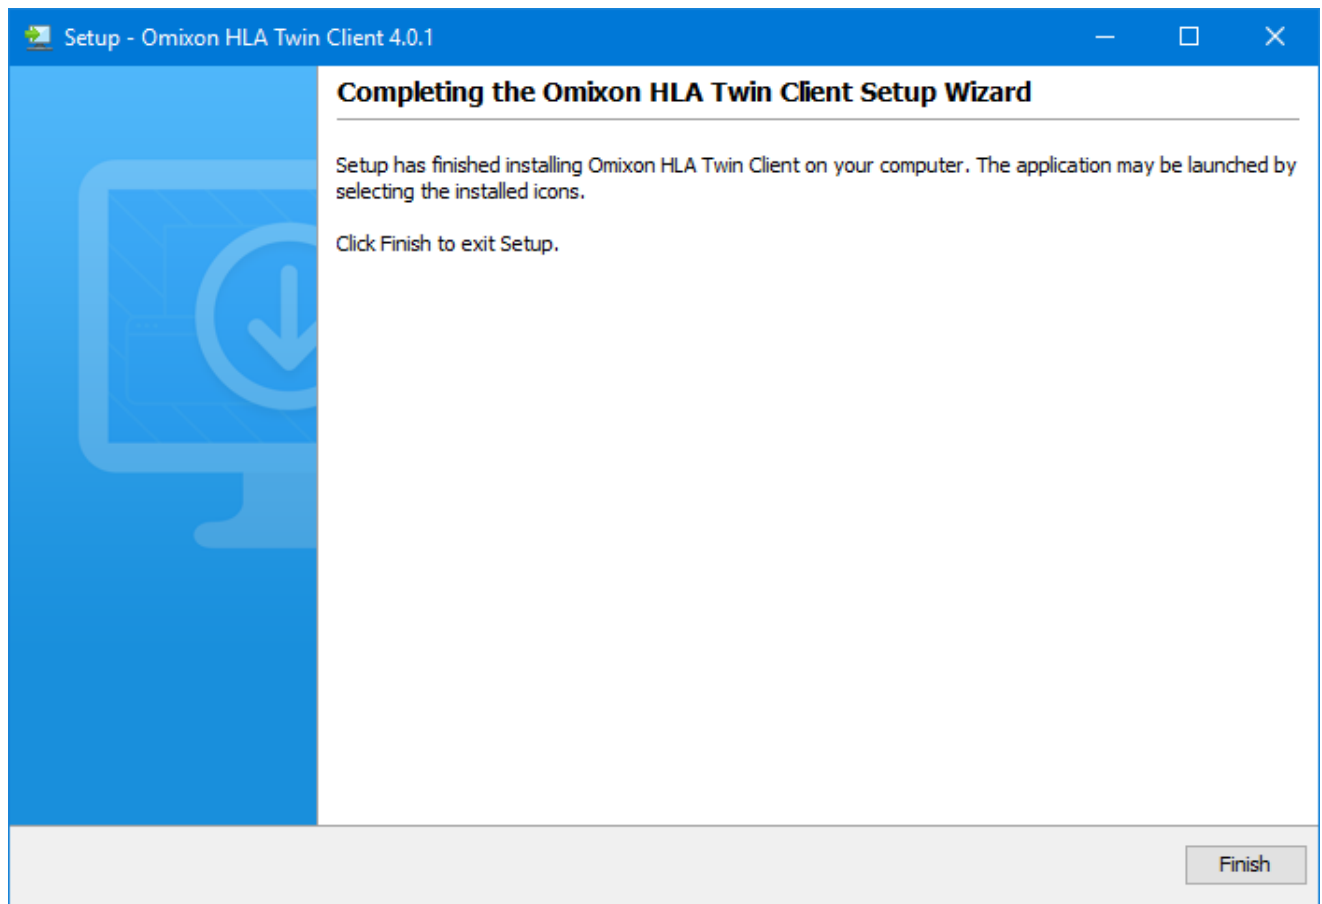 Setup - Omixon HLA Twin Client 4.0.1
Completing the Omixon HLA Twin Client Setup Wizard
Setup has finished installing Omixon HLA Twin Client on your computer. The application may be launched by
selecting the installed icons.
Click Finish to exit Setup.
Finish